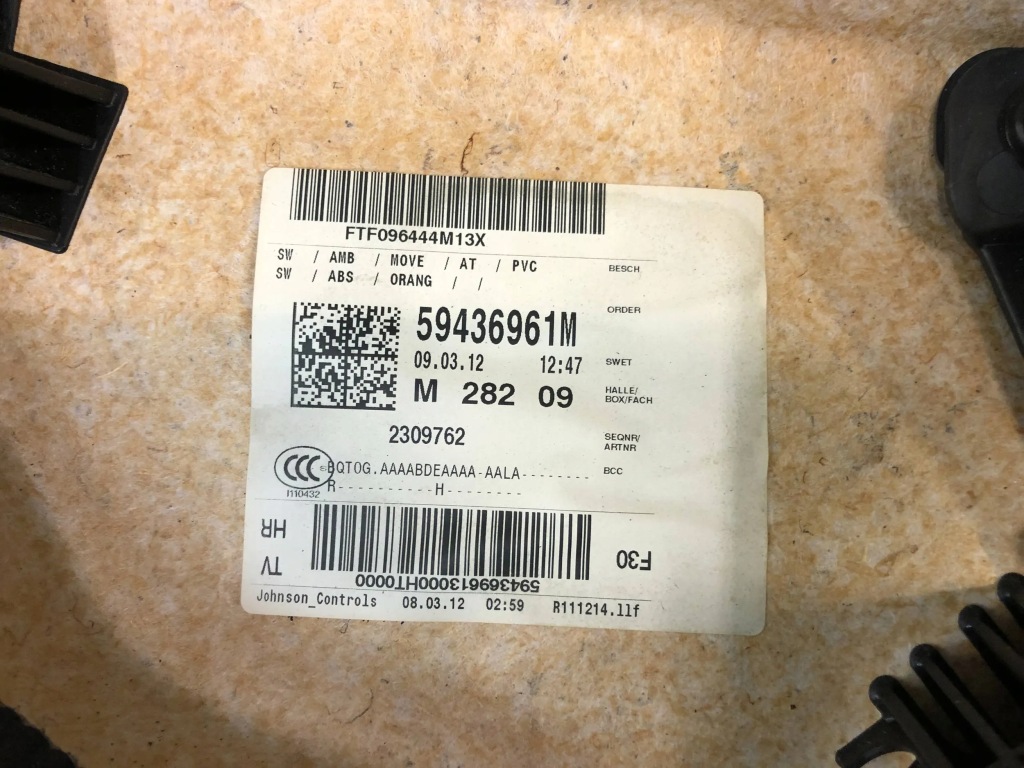 FTF096444M13X
SW / AMB / MOVE / AT / PVC
SW / ABS / ORANG / /
BESCH
59436961M
ORDER
09.03.12 12:47
SWET
M 282 09
HALLE/
BOX/FACH
2309762
SEQNR/
ARTNR
CCC S
I110432
BQT0G.AAAABDEAAAA-AALA--------
R----------H--------
BCC
HR
TV
F30
594369613000HT0000
Johnson_Controls 08.03.12 02:59 R111214.llf